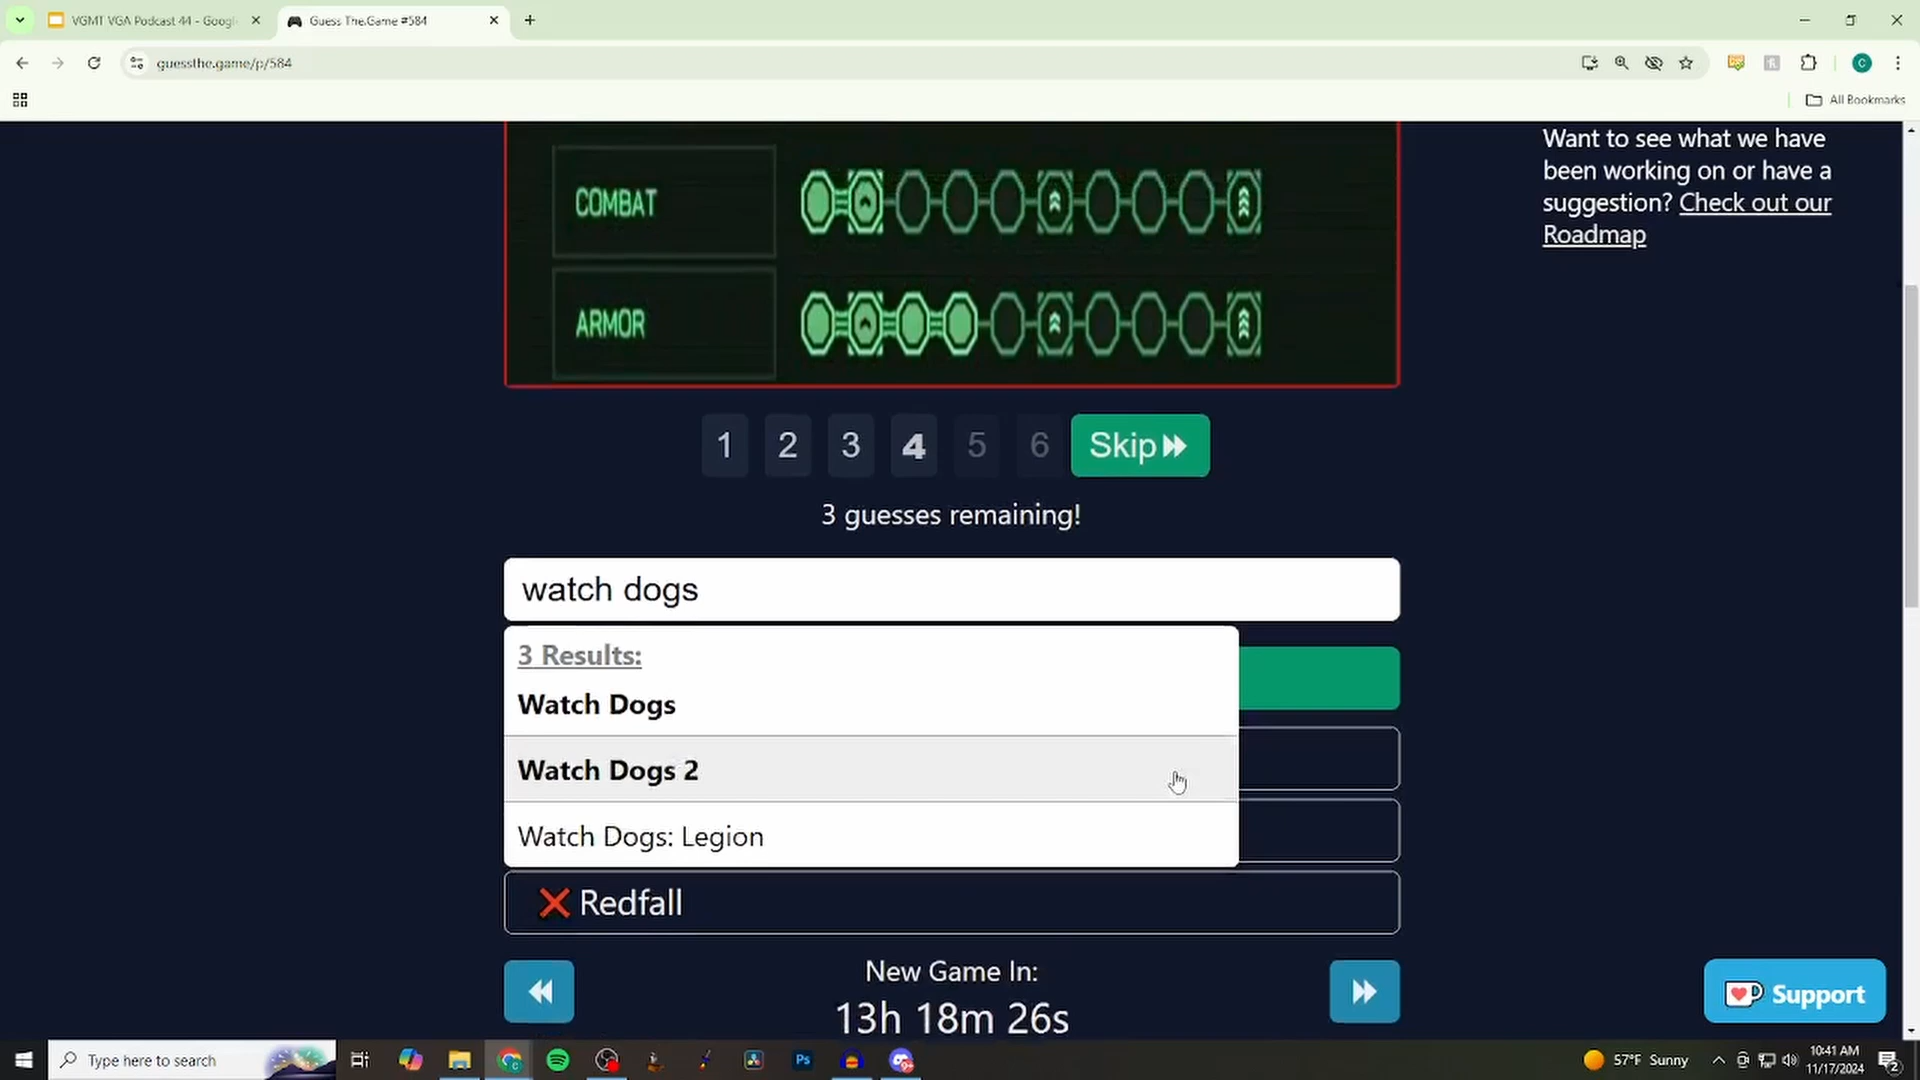 VGMT VGA Podcast 44 - Googl
Guess The.Game #584
guessthe.game/p/584
C
All Bookmarks
COMBAT
ARMOR
Want to see what we have
been working on or have a
suggestion? Check out our
Roadmap
1 2 3 4 5 6 Skip
3 guesses remaining!
watch dogs
3 Results:
Watch Dogs
Watch Dogs 2
Watch Dogs: Legion
Redfall
New Game In:
13h 18m 26s
Support
Type here to search
Ps
57°F Sunny
10:41 AM
11/17/2024
2